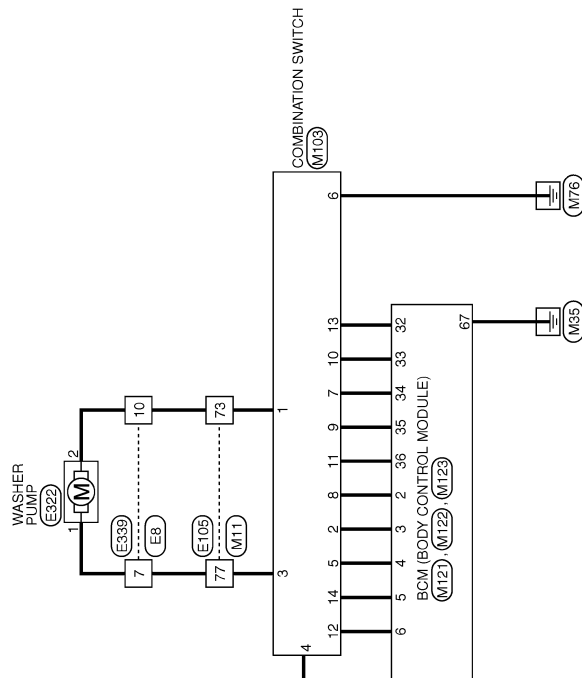 WASHER
PUMP
E322
1
M
2
E339
E8
7
10
E105
M11
77
73
3
1
4
COMBINATION SWITCH
M103
12
14
5
2
8
11
9
7
10
13
6
6
5
4
3
2
36
35
34
33
32
67
BCM (BODY CONTROL MODULE)
M121 , M122 , M123
M35
M76